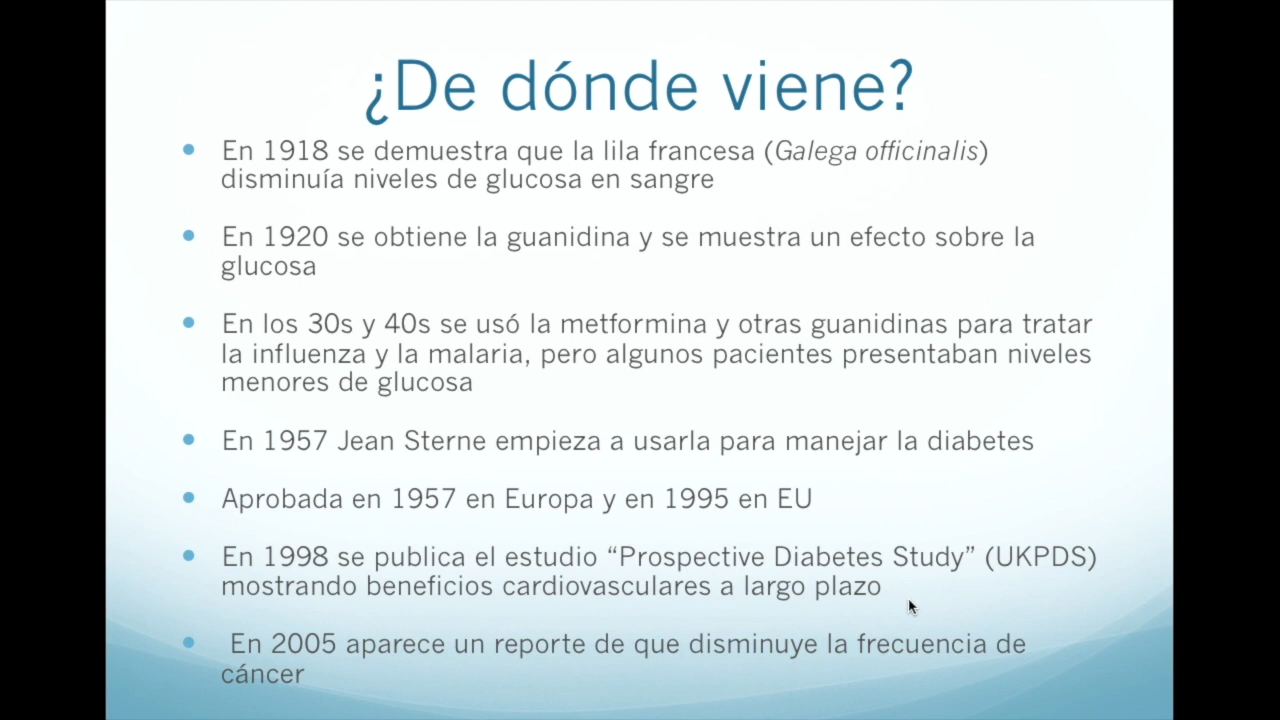 ¿De dónde viene?
En 1918 se demuestra que la lila francesa (Galega officinalis)
disminuía niveles de glucosa en sangre
En 1920 se obtiene la guanidina y se muestra un efecto sobre la
glucosa
En los 30s y 40s se usó la metformina y otras guanidinas para tratar
la influenza y la malaria, pero algunos pacientes presentaban niveles
menores de glucosa
En 1957 Jean Sterne empieza a usarla para manejar la diabetes
Aprobada en 1957 en Europa y en 1995 en EU
En 1998 se publica el estudio “Prospective Diabetes Study” (UKPDS)
mostrando beneficios cardiovasculares a largo plazo
En 2005 aparece un reporte de que disminuye la frecuencia de
cáncer